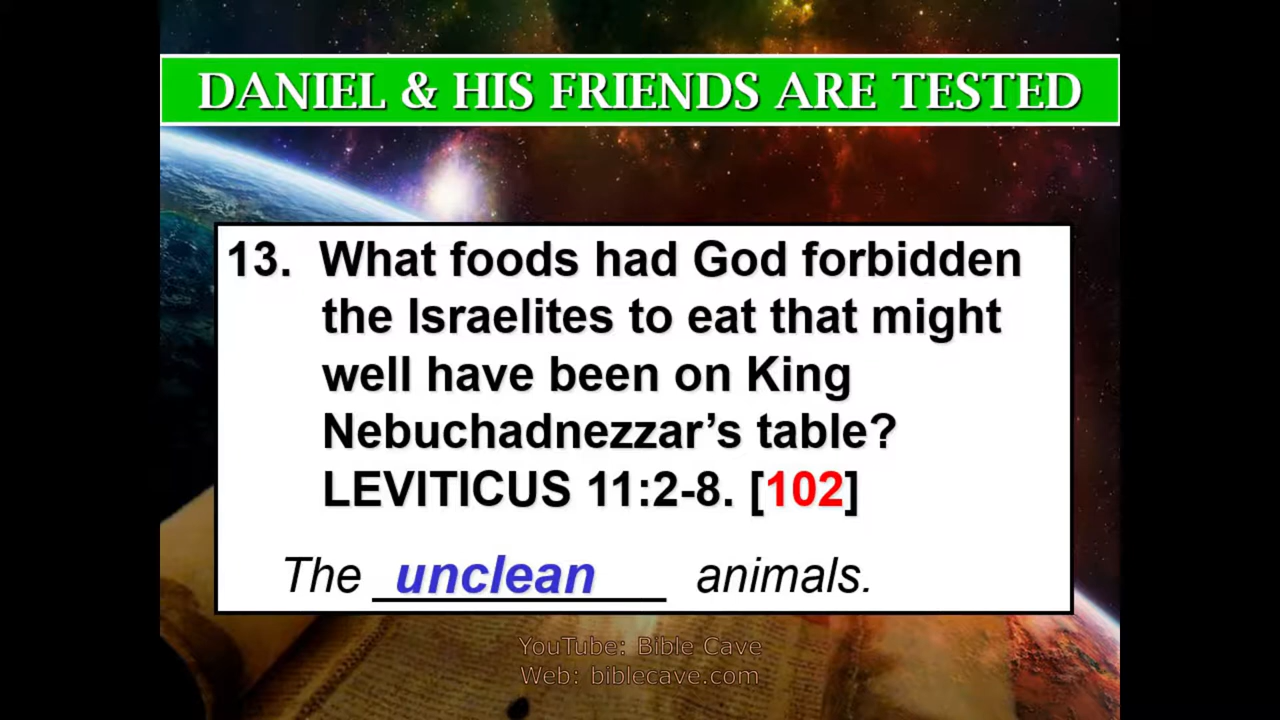 DANIEL & HIS FRIENDS ARE TESTED
13. What foods had God forbidden
the Israelites to eat that might
well have been on King
Nebuchadnezzar’s table?
LEVITICUS 11:2-8. [102]
The unclean animals.
YouTube: Bible Cave
Web: biblecave.com